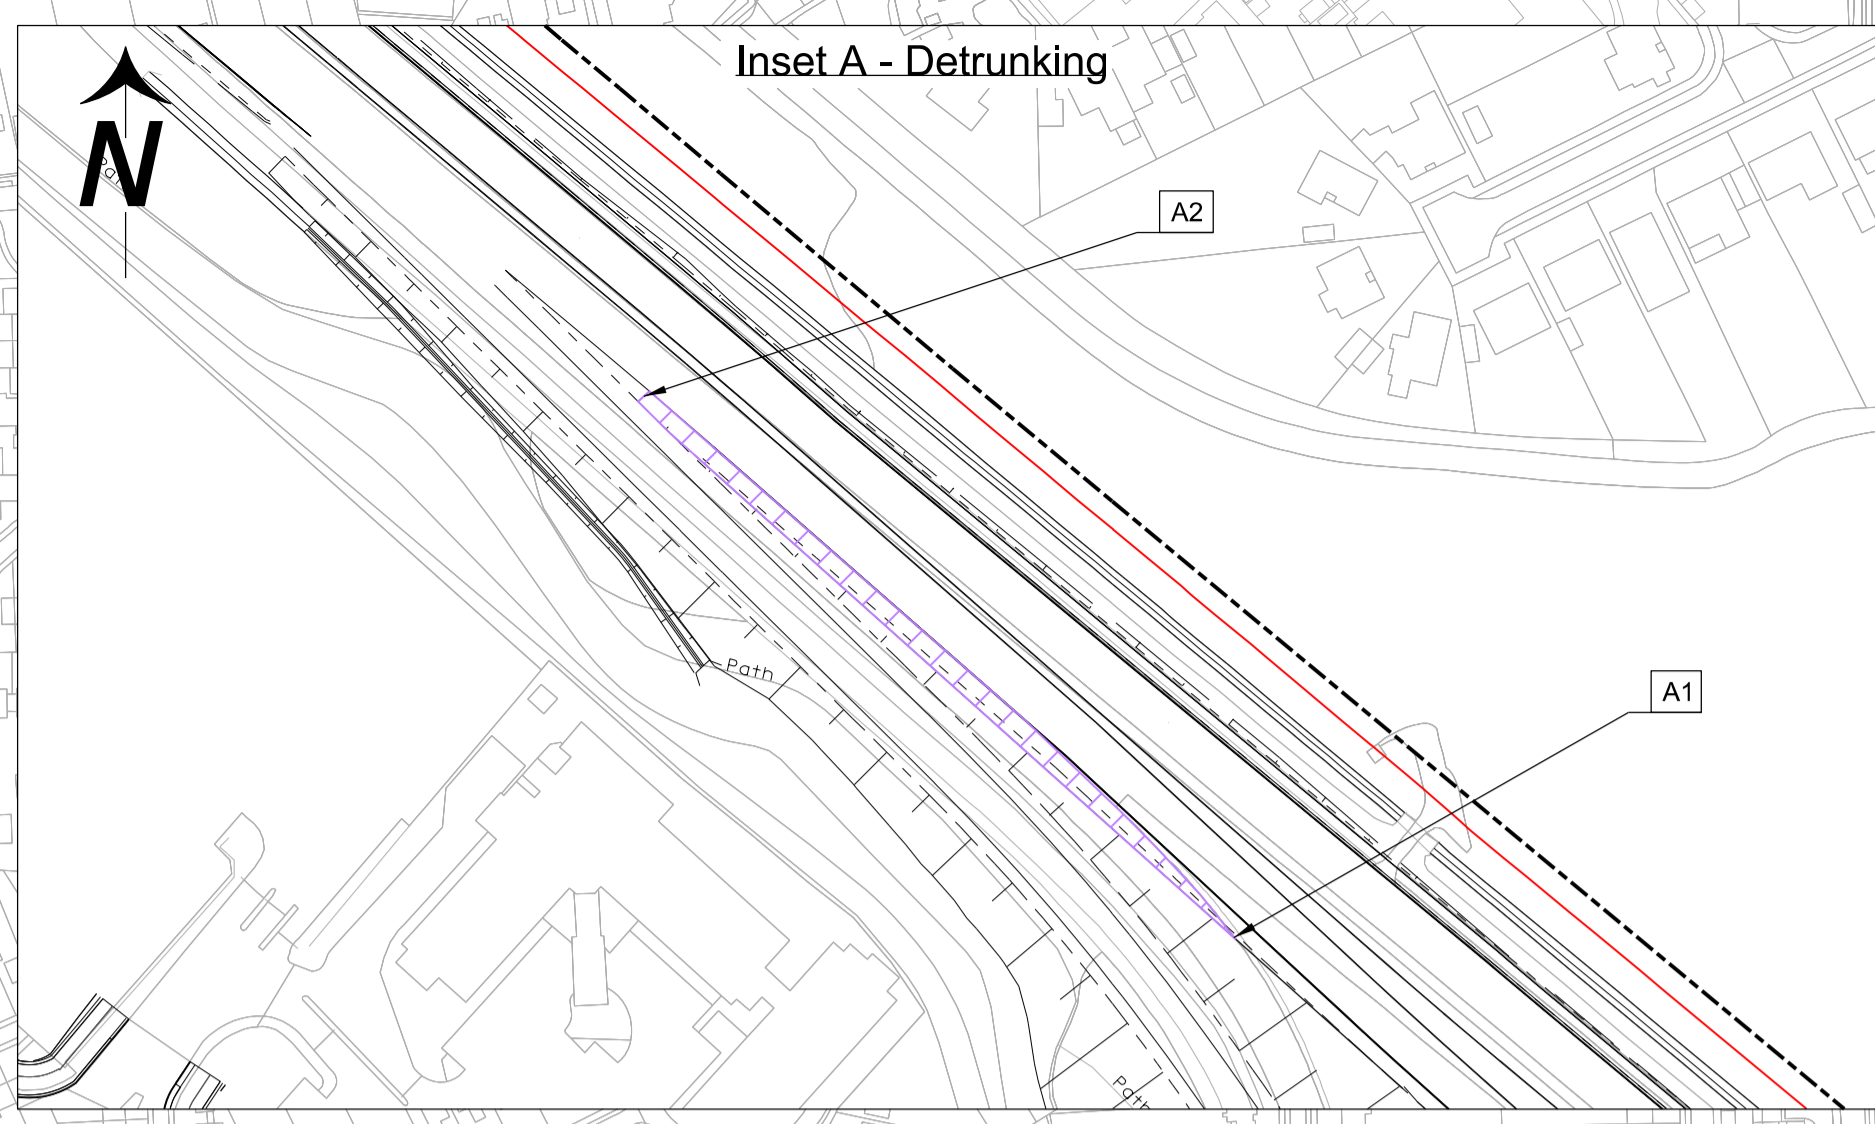 Inset A - Detrunking
N
A2
Path
A1
Path